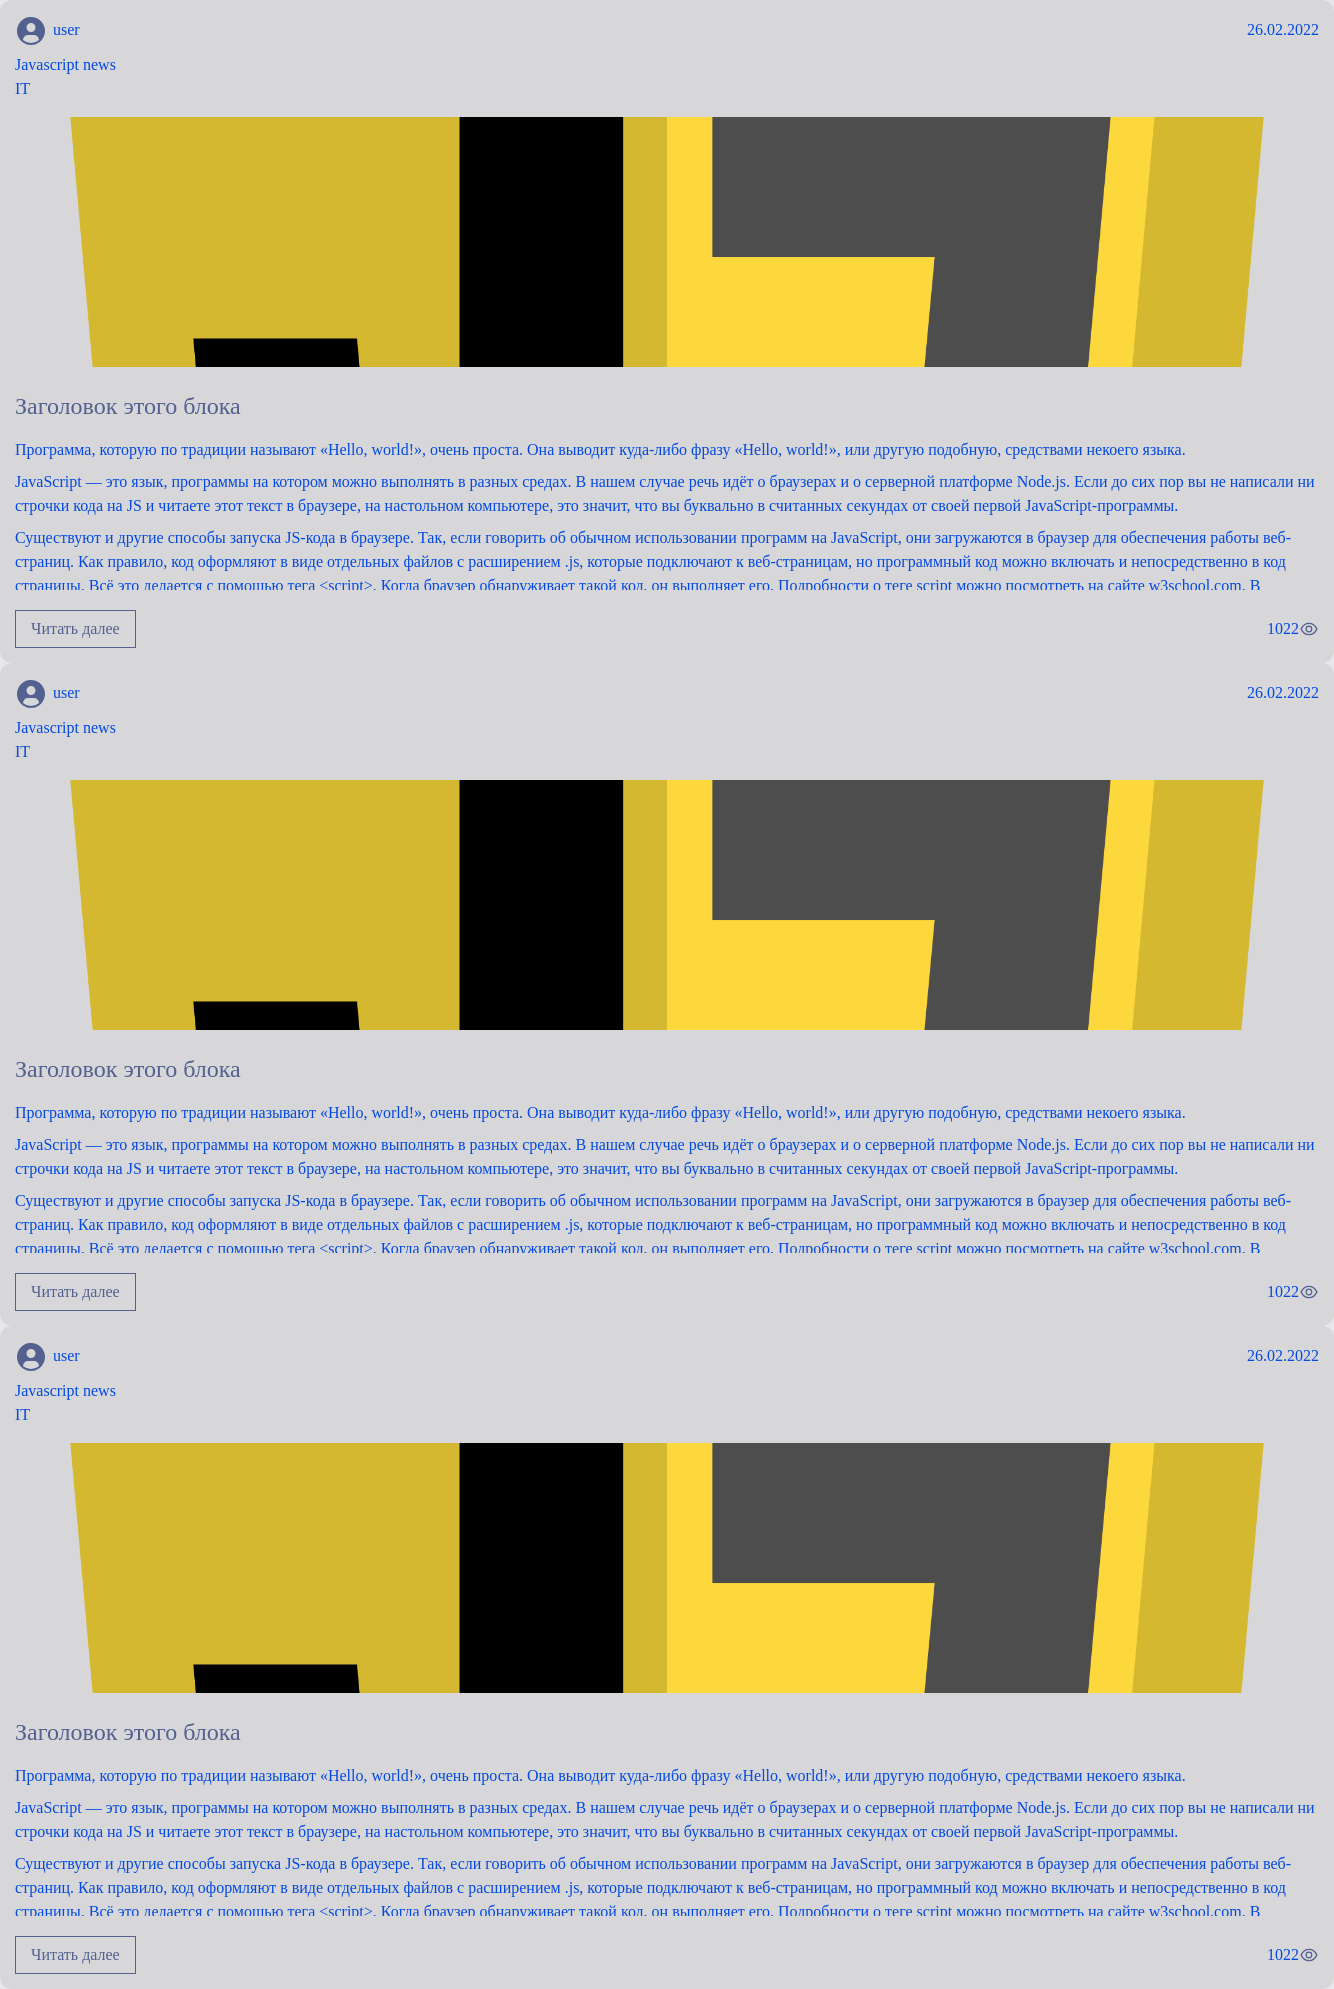 user 26.02.2022
Javascript news
IT
Заголовок этого блока
Программа, которую по традиции называют «Hello, world!», очень проста. Она выводит куда-либо фразу «Hello, world!», или другую подобную, средствами некоего языка.
JavaScript — это язык, программы на котором можно выполнять в разных средах. В нашем случае речь идёт о браузерах и о серверной платформе Node.js. Если до сих пор вы не написали ни
строчки кода на JS и читаете этот текст в браузере, на настольном компьютере, это значит, что вы буквально в считанных секундах от своей первой JavaScript-программы.
Существуют и другие способы запуска JS-кода в браузере. Так, если говорить об обычном использовании программ на JavaScript, они загружаются в браузер для обеспечения работы веб-
страниц. Как правило, код оформляют в виде отдельных файлов с расширением .js, которые подключают к веб-страницам, но программный код можно включать и непосредственно в код
страницы. Всё это делается с помощью тега <script>. Когда браузер обнаруживает такой код, он выполняет его. Подробности о теге script можно посмотреть на сайте w3school.com. В
Читать далее 1022
user 26.02.2022
Javascript news
IT
Заголовок этого блока
Программа, которую по традиции называют «Hello, world!», очень проста. Она выводит куда-либо фразу «Hello, world!», или другую подобную, средствами некоего языка.
JavaScript — это язык, программы на котором можно выполнять в разных средах. В нашем случае речь идёт о браузерах и о серверной платформе Node.js. Если до сих пор вы не написали ни
строчки кода на JS и читаете этот текст в браузере, на настольном компьютере, это значит, что вы буквально в считанных секундах от своей первой JavaScript-программы.
Существуют и другие способы запуска JS-кода в браузере. Так, если говорить об обычном использовании программ на JavaScript, они загружаются в браузер для обеспечения работы веб-
страниц. Как правило, код оформляют в виде отдельных файлов с расширением .js, которые подключают к веб-страницам, но программный код можно включать и непосредственно в код
страницы. Всё это делается с помощью тега <script>. Когда браузер обнаруживает такой код, он выполняет его. Подробности о теге script можно посмотреть на сайте w3school.com. В
Читать далее 1022
user 26.02.2022
Javascript news
IT
Заголовок этого блока
Программа, которую по традиции называют «Hello, world!», очень проста. Она выводит куда-либо фразу «Hello, world!», или другую подобную, средствами некоего языка.
JavaScript — это язык, программы на котором можно выполнять в разных средах. В нашем случае речь идёт о браузерах и о серверной платформе Node.js. Если до сих пор вы не написали ни
строчки кода на JS и читаете этот текст в браузере, на настольном компьютере, это значит, что вы буквально в считанных секундах от своей первой JavaScript-программы.
Существуют и другие способы запуска JS-кода в браузере. Так, если говорить об обычном использовании программ на JavaScript, они загружаются в браузер для обеспечения работы веб-
страниц. Как правило, код оформляют в виде отдельных файлов с расширением .js, которые подключают к веб-страницам, но программный код можно включать и непосредственно в код
страницы. Всё это делается с помощью тега <script>. Когда браузер обнаруживает такой код, он выполняет его. Подробности о теге script можно посмотреть на сайте w3school.com. В
Читать далее 1022